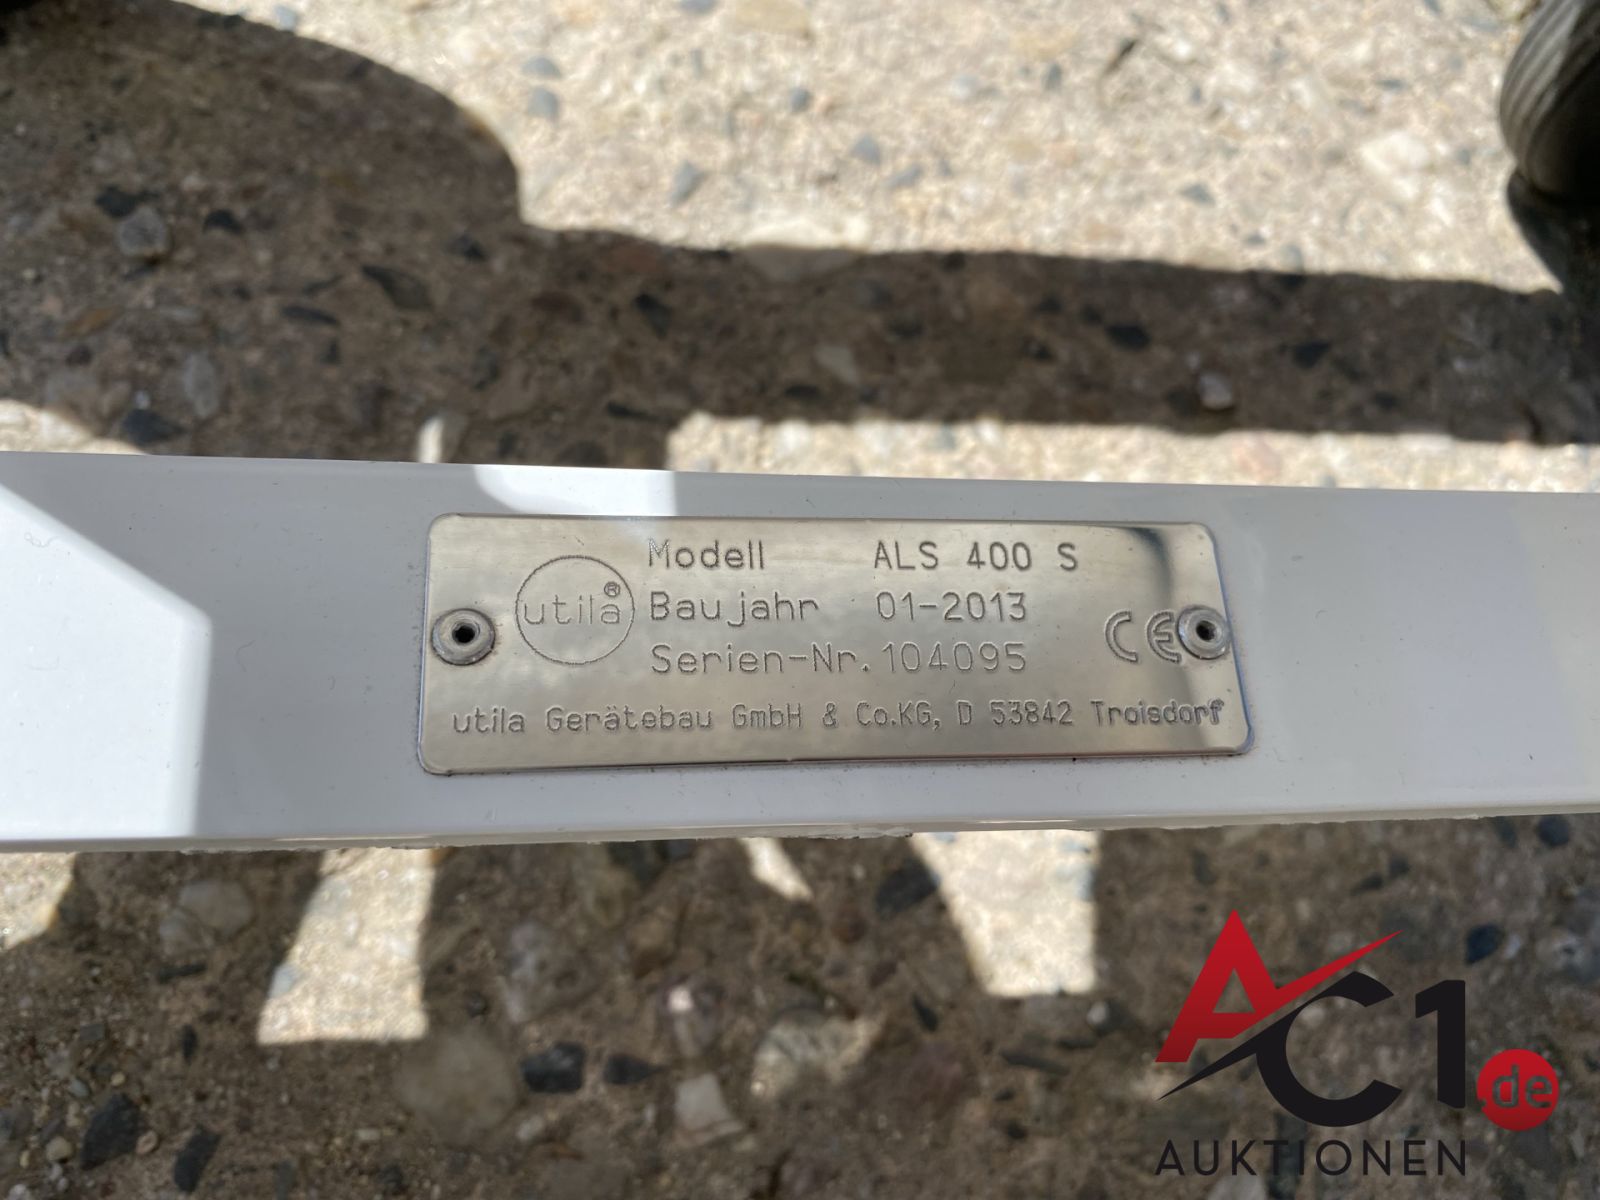 utila®
Modell ALS 400 S
Baujahr 01-2013
Serien-Nr. 104095
CE
utila Gerätebau GmbH & Co.KG, D 53842 Troisdorf
AC1.de
AUKTIONEN